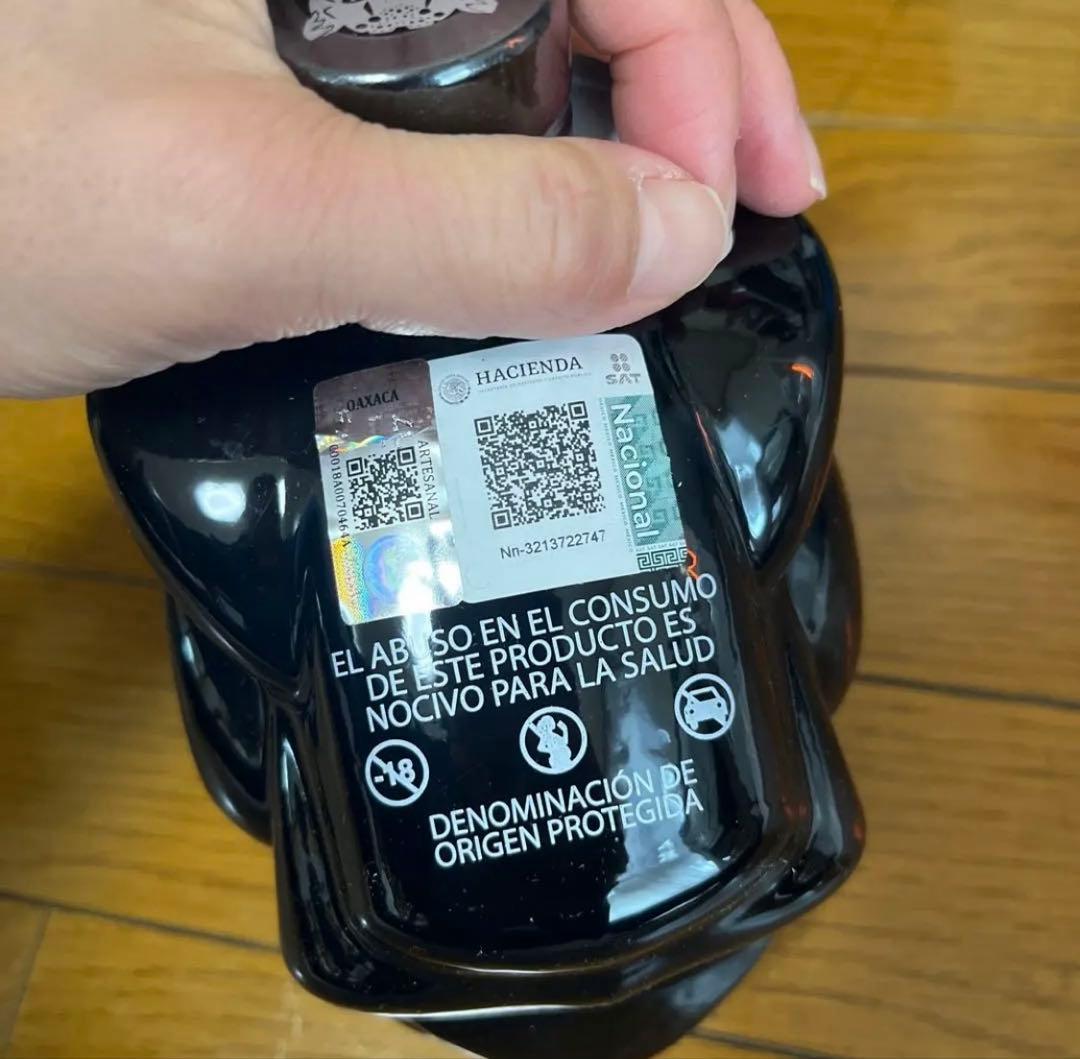 OAXACA
ARTESANAL
HACIENDA
SAT
Nacional
Nn-3213722747
EL ABUSO EN EL CONSUMO
DE ESTE PRODUCTO ES
NOCIVO PARA LA SALUD
-18
DENOMINACIÓN DE
ORIGEN PROTEGIDA